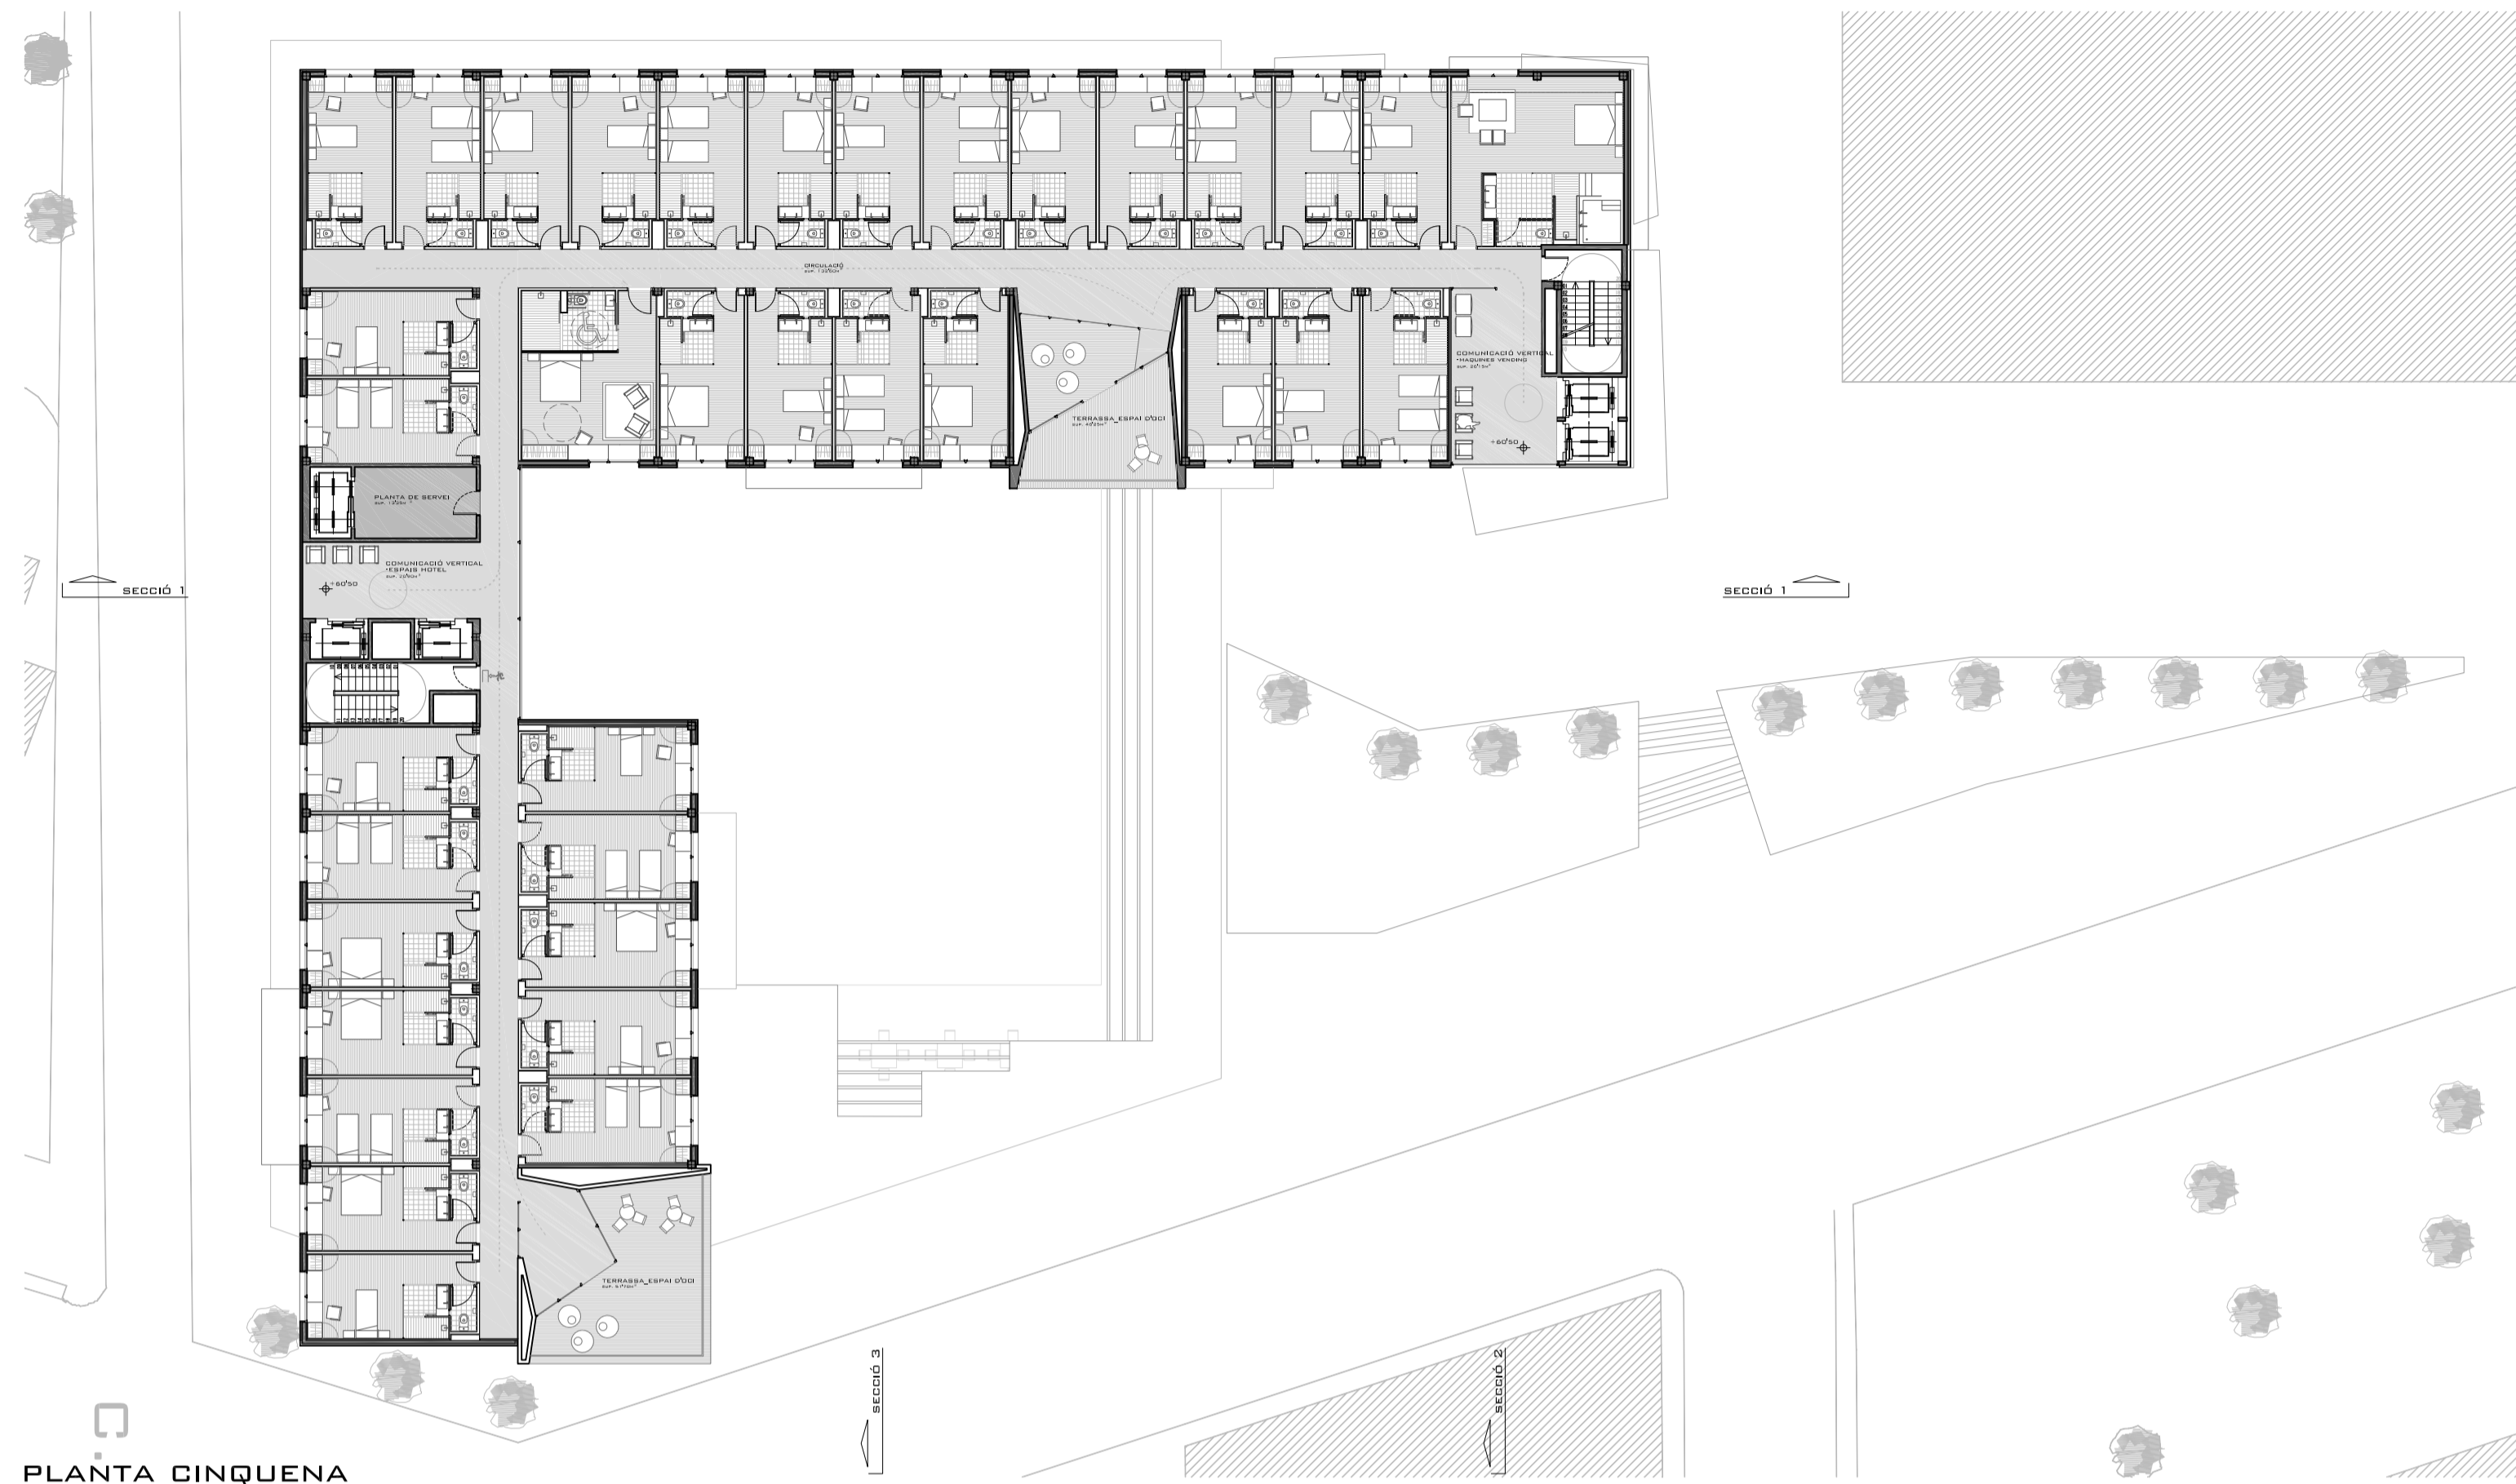 CIRCULACIÓ
COMUNICACIÓ VERTICAL
+MAQUINES VENDING
+60'50
TERRASSA_ESPAI D'OCI
PLANTA DE SERVEI
COMUNICACIÓ VERTICAL
+ESPAIS HOTEL
+60'50
SECCIÓ 1
SECCIÓ 1
TERRASSA_ESPAI D'OCI
SECCIÓ 3
SECCIÓ 2
PLANTA CINQUENA